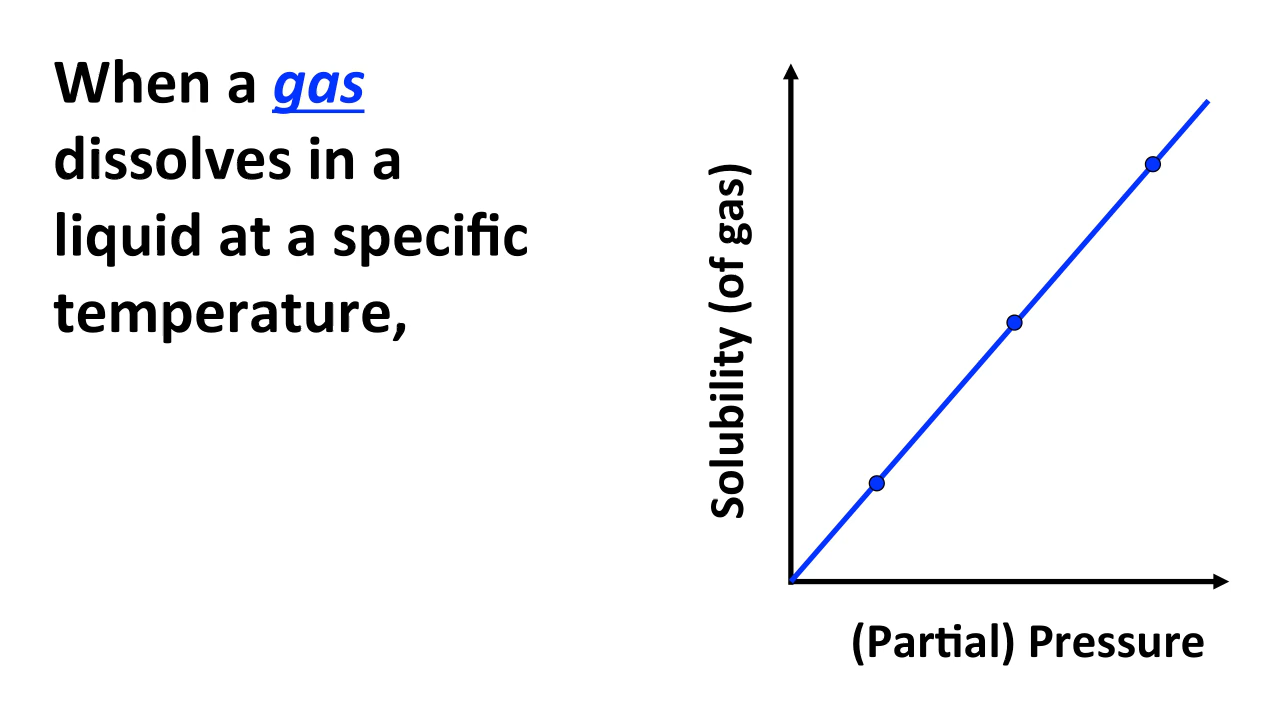 When a gas
dissolves in a
liquid at a specific
temperature,
Solubility (of gas)
(Partial) Pressure